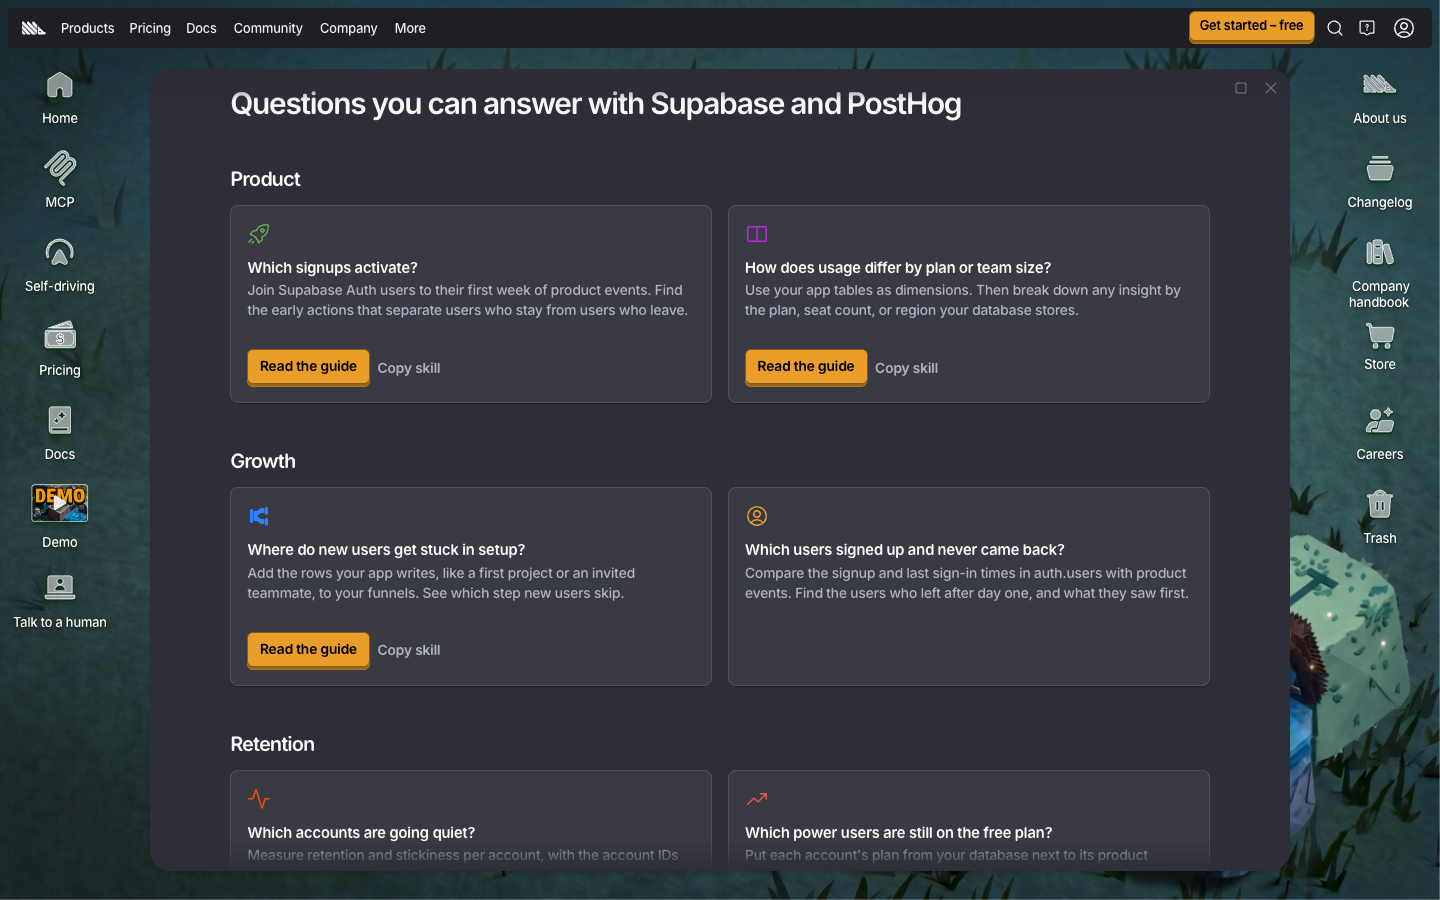 Products Pricing Docs Community Company More
Get started – free
?
Home
MCP
Self-driving
$
Pricing
Docs
DEMO
Demo
Talk to a human
Questions you can answer with Supabase and PostHog
Product
Which signups activate?
Join Supabase Auth users to their first week of product events. Find
the early actions that separate users who stay from users who leave.
Read the guide Copy skill
How does usage differ by plan or team size?
Use your app tables as dimensions. Then break down any insight by
the plan, seat count, or region your database stores.
Read the guide Copy skill
Growth
Where do new users get stuck in setup?
Add the rows your app writes, like a first project or an invited
teammate, to your funnels. See which step new users skip.
Read the guide Copy skill
Which users signed up and never came back?
Compare the signup and last sign-in times in auth.users with product
events. Find the users who left after day one, and what they saw first.
Retention
Which accounts are going quiet?
Measure retention and stickiness per account, with the account IDs
Which power users are still on the free plan?
Put each account's plan from your database next to its product
About us
Changelog
Company
handbook
Store
Careers
Trash